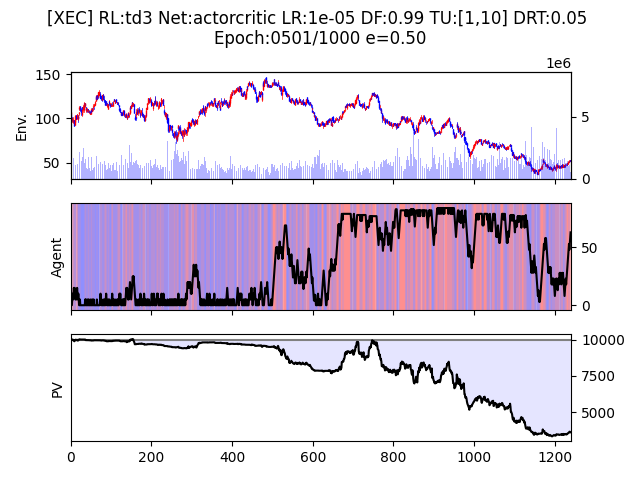 [XEC] RL:td3 Net:actorcritic LR:1e-05 DF:0.99 TU:[1,10] DRT:0.05
Epoch:0501/1000 e=0.50
1e6
150
100
50
Env.
5
0
Agent
50
0
PV
10000
7500
5000
0
200
400
600
800
1000
1200